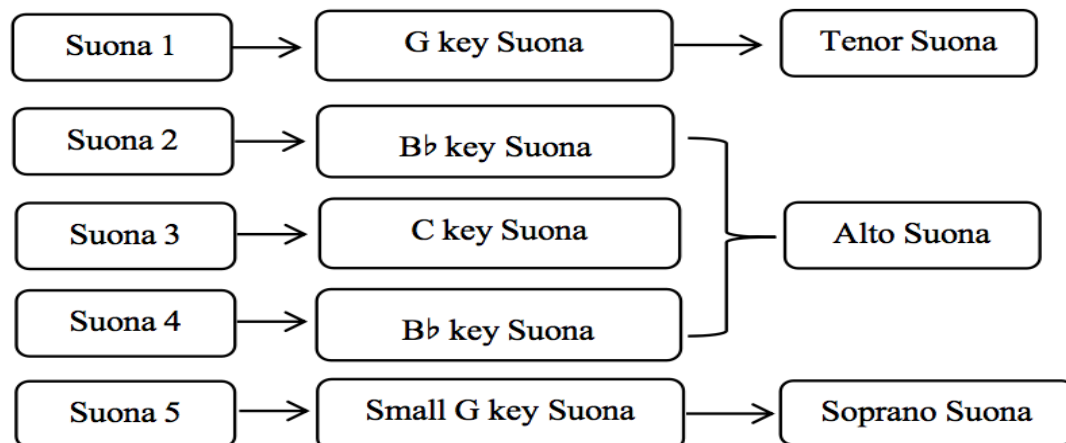 Suona 1
G key Suona
Tenor Suona
Suona 2
B♭ key Suona
Suona 3
C key Suona
Alto Suona
Suona 4
B♭ key Suona
Suona 5
Small G key Suona
Soprano Suona